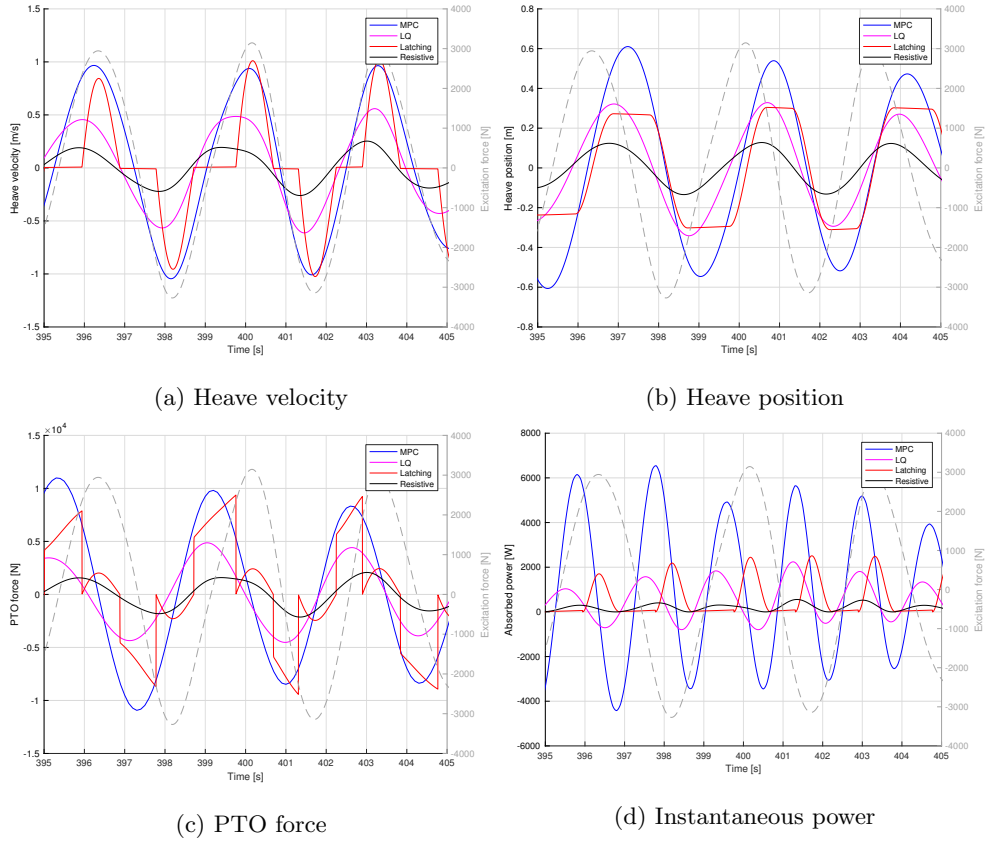 1.5
1
0.5
0
-0.5
-1
-1.5
Heave velocity [m/s]
4000
3000
2000
1000
0
-1000
-2000
-3000
-4000
Excitation force [N]
MPC
LQ
Latching
Resistive
395 396 397 398 399 400 401 402 403 404 405
Time [s]
(a) Heave velocity
0.8
0.6
0.4
0.2
0
-0.2
-0.4
-0.6
-0.8
Heave position [m]
4000
3000
2000
1000
0
-1000
-2000
-3000
-4000
Excitation force [N]
MPC
LQ
Latching
Resistive
395 396 397 398 399 400 401 402 403 404 405
Time [s]
(b) Heave position
×10⁴
1.5
1
0.5
0
-0.5
-1
-1.5
PTO force [N]
4000
3000
2000
1000
0
-1000
-2000
-3000
-4000
Excitation force [N]
MPC
LQ
Latching
Resistive
395 396 397 398 399 400 401 402 403 404 405
Time [s]
(c) PTO force
8000
6000
4000
2000
0
-2000
-4000
-6000
Absorbed power [W]
4000
3000
2000
1000
0
-1000
-2000
-3000
-4000
Excitation force [N]
MPC
LQ
Latching
Resistive
395 396 397 398 399 400 401 402 403 404 405
Time [s]
(d) Instantaneous power